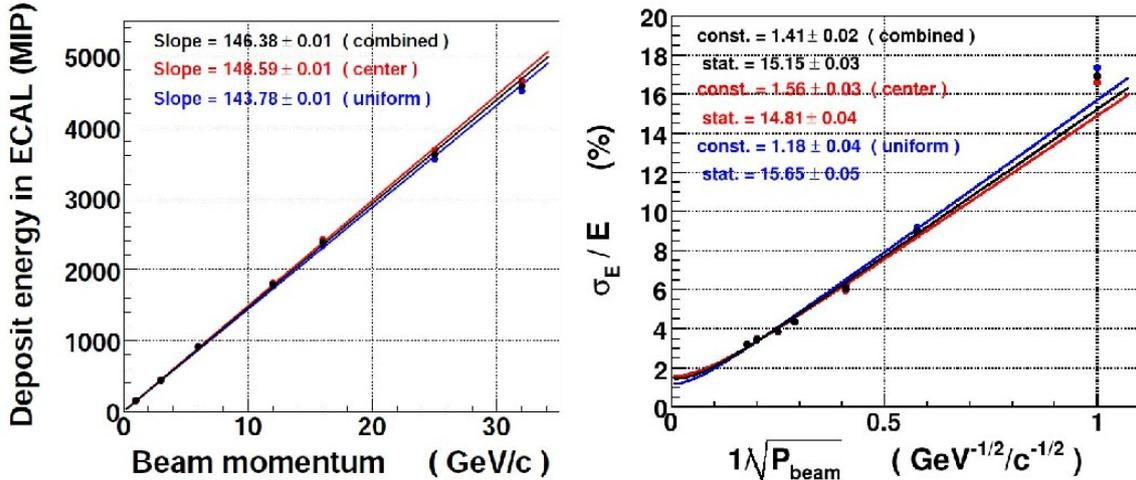 Deposit energy in ECAL (MIP)
5000
4000
3000
2000
1000
0
Slope = 146.38 ± 0.01 ( combined )
Slope = 148.59 ± 0.01 ( center )
Slope = 143.78 ± 0.01 ( uniform )
0 10 20 30
Beam momentum ( GeV/c )
σE / E (%)
20
18
16
14
12
10
8
6
4
2
0
const. = 1.41 ± 0.02 ( combined )
stat. = 15.15 ± 0.03
const. = 1.56 ± 0.03 ( center )
stat. = 14.81 ± 0.04
const. = 1.18 ± 0.04 ( uniform )
stat. = 15.65 ± 0.05
0 0.5 1
1/√Pbeam ( GeV-1/2/c-1/2 )